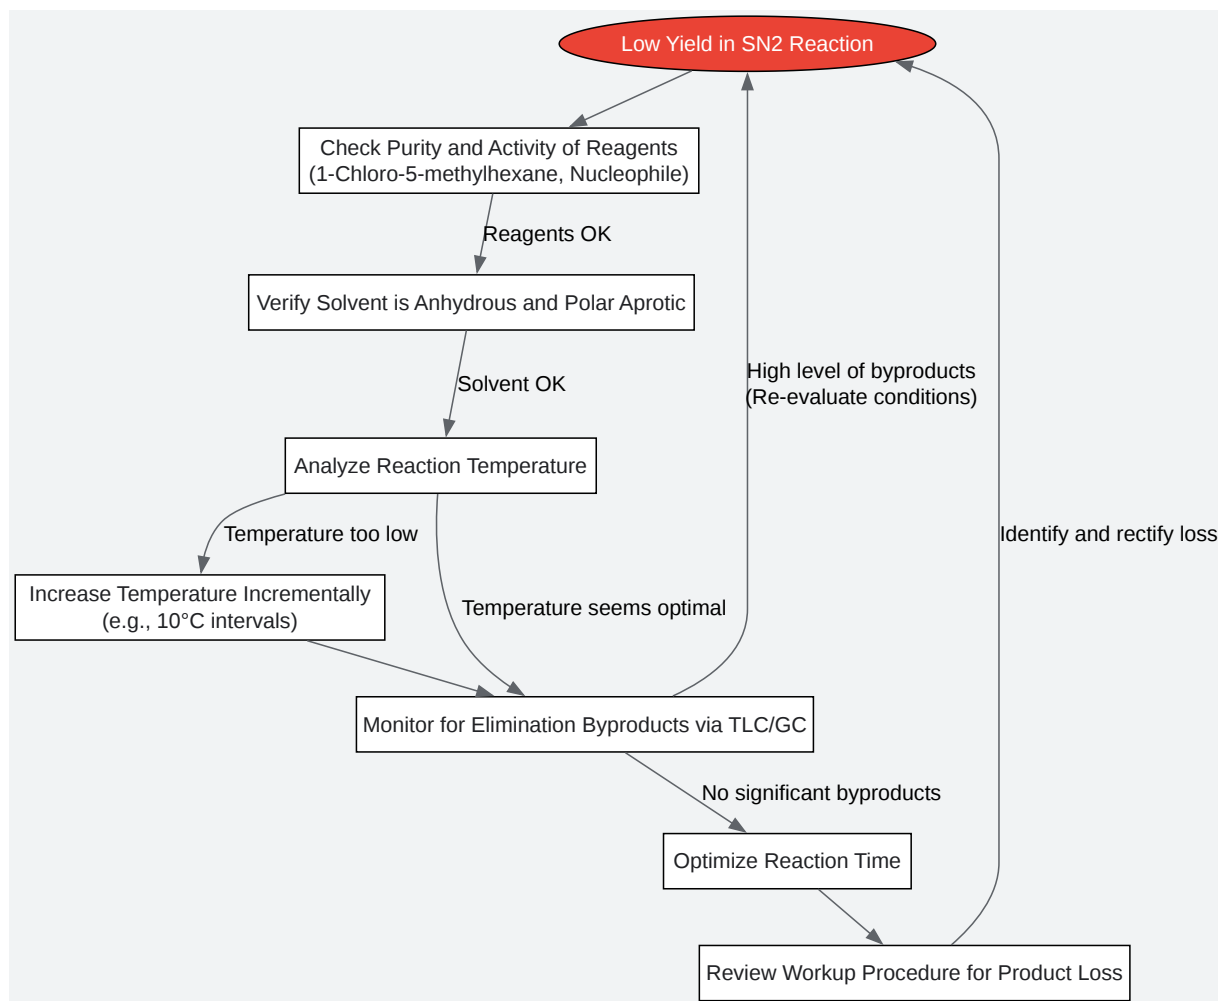 Low Yield in SN2 Reaction
Check Purity and Activity of Reagents
(1-Chloro-5-methylhexane, Nucleophile)
Reagents OK
Verify Solvent is Anhydrous and Polar Aprotic
Solvent OK
High level of byproducts
(Re-evaluate conditions)
Analyze Reaction Temperature
Temperature too low
Identify and rectify loss
Increase Temperature Incrementally
(e.g., 10°C intervals)
Temperature seems optimal
Monitor for Elimination Byproducts via TLC/GC
No significant byproducts
Optimize Reaction Time
Review Workup Procedure for Product Loss